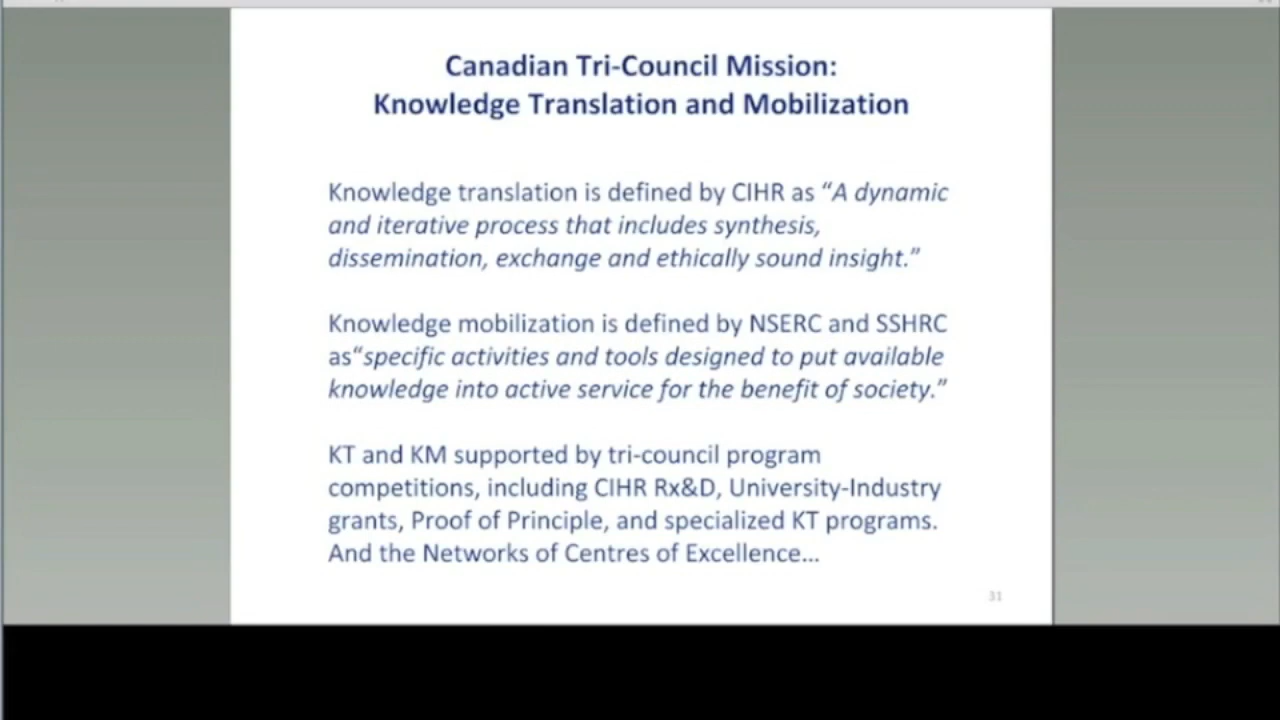 Canadian Tri-Council Mission:
Knowledge Translation and Mobilization
Knowledge translation is defined by CIHR as “A dynamic
and iterative process that includes synthesis,
dissemination, exchange and ethically sound insight.”
Knowledge mobilization is defined by NSERC and SSHRC
as“specific activities and tools designed to put available
knowledge into active service for the benefit of society.”
KT and KM supported by tri-council program
competitions, including CIHR Rx&D, University-Industry
grants, Proof of Principle, and specialized KT programs.
And the Networks of Centres of Excellence…
31